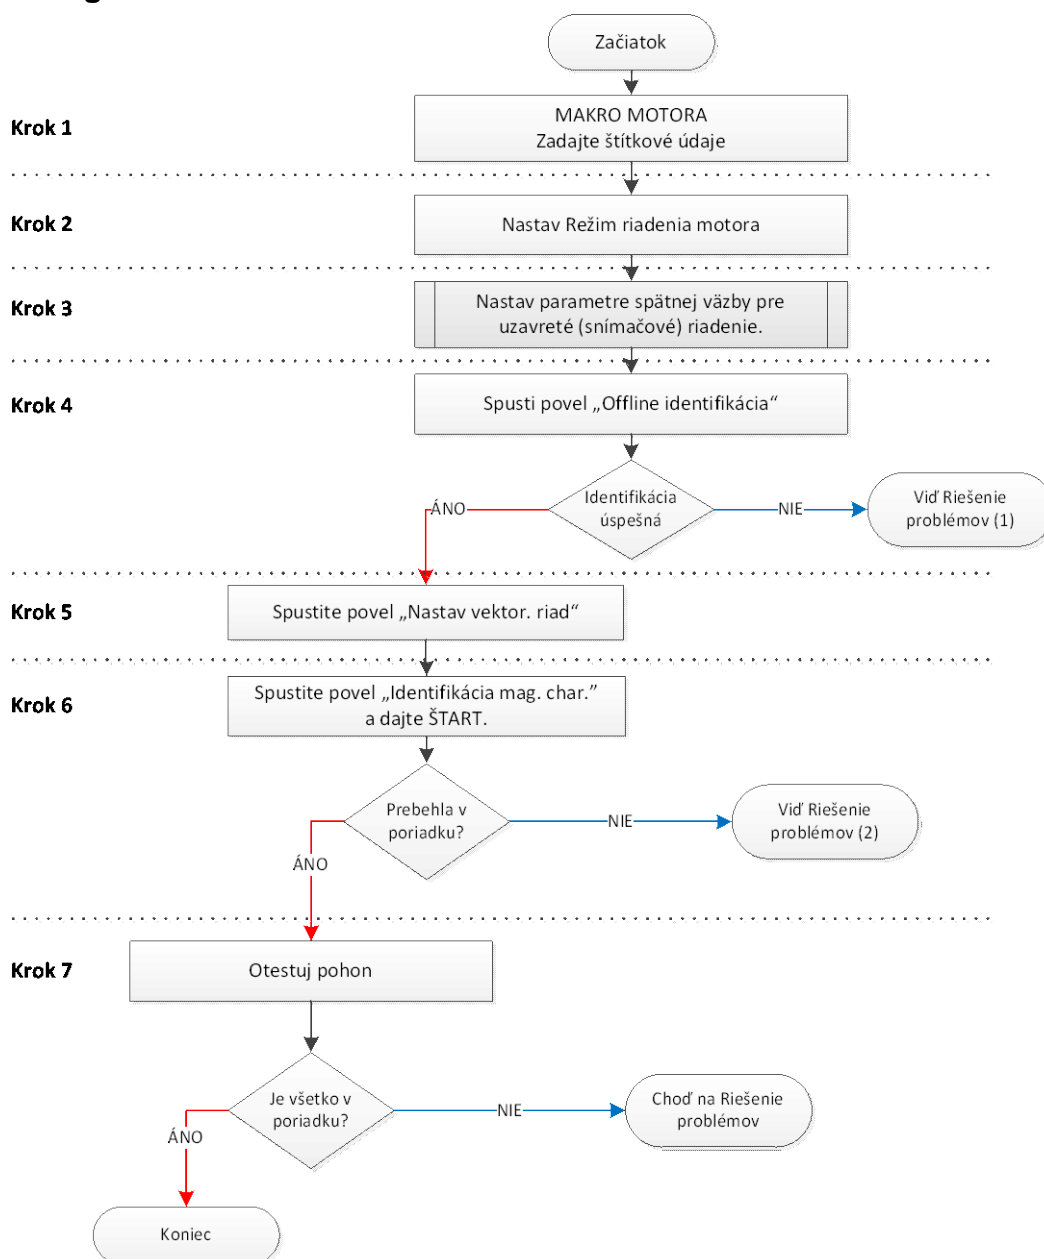 Začiatok
Krok 1
MAKRO MOTORA
Zadajte štítkové údaje
Krok 2
Nastav Režim riadenia motora
Krok 3
Nastav parametre spätnej väzby pre
uzavreté (snímačové) riadenie.
Krok 4
Spusti povel „Offline identifikácia“
Identifikácia
úspešná
ÁNO
NIE
Viď Riešenie
problémov (1)
Krok 5
Spustite povel „Nastav vektor. riad“
Krok 6
Spustite povel „Identifikácia mag. char.”
a dajte ŠTART.
Prebehla v
poriadku?
NIE
Viď Riešenie
problémov (2)
ÁNO
Krok 7
Otestuj pohon
Je všetko v
poriadku?
NIE
Choď na Riešenie
problémov
ÁNO
Koniec